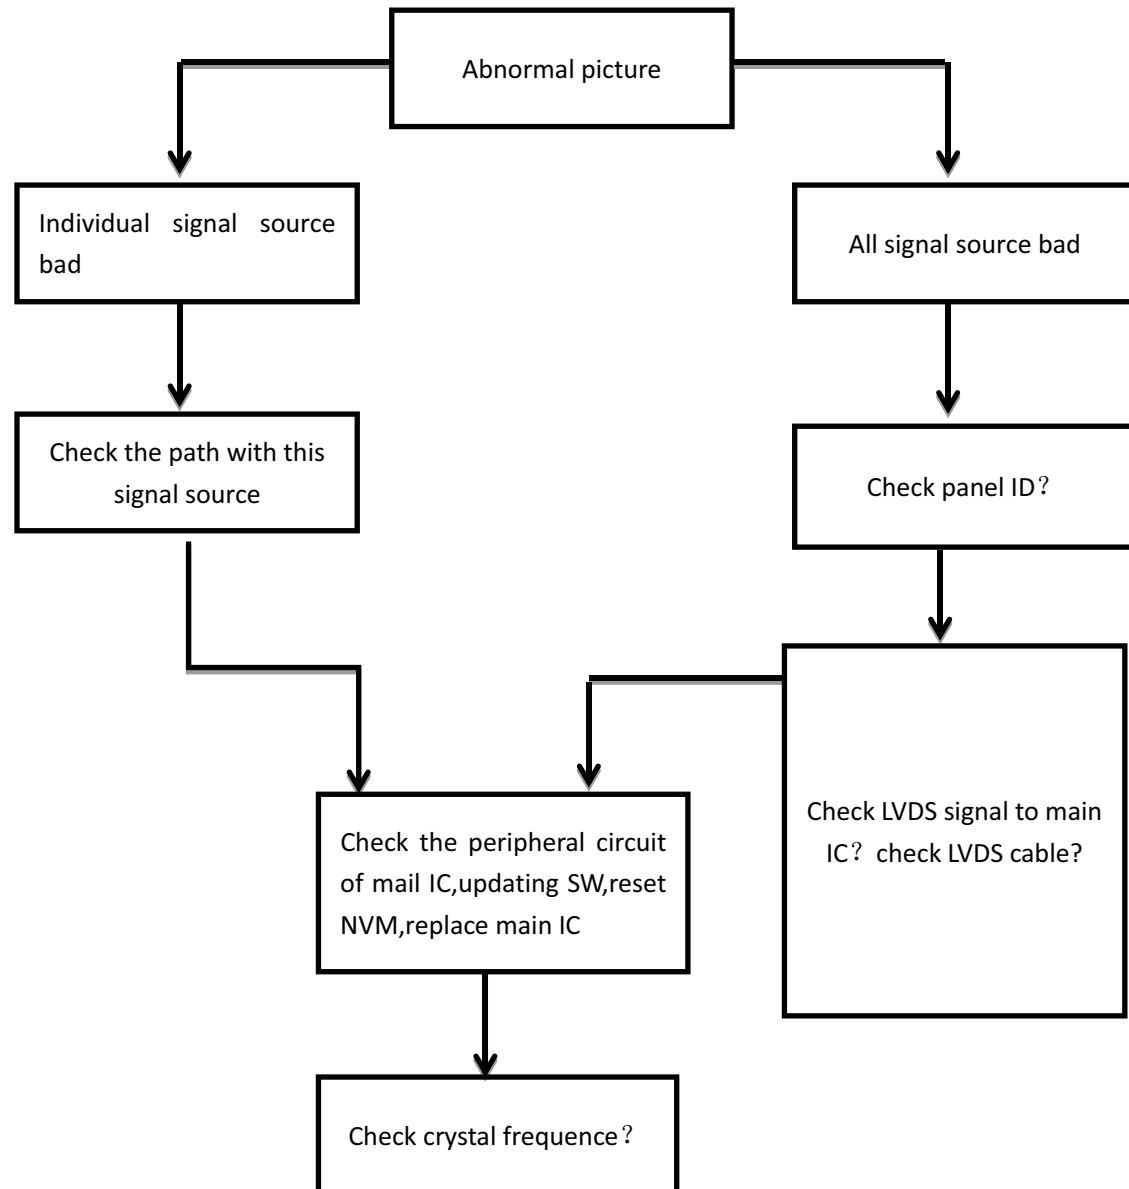 Abnormal picture
Individual signal source
bad
All signal source bad
Check the path with this
signal source
Check panel ID？
Check LVDS signal to main
IC？check LVDS cable?
Check the peripheral circuit
of mail IC,updating SW,reset
NVM,replace main IC
Check crystal frequence？